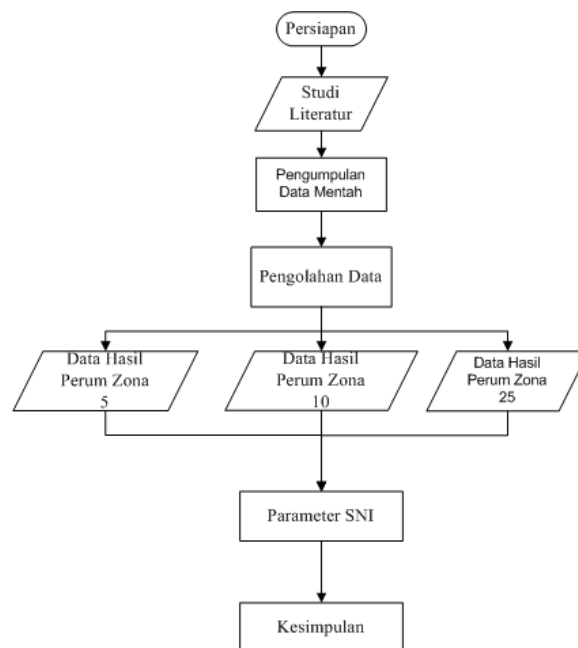 Persiapan
Studi
Literatur
Pengumpulan
Data Mentah
Pengolahan Data
Data Hasil
Perum Zona
5
Data Hasil
Perum Zona
10
Data Hasil
Perum Zona
25
Parameter SNI
Kesimpulan